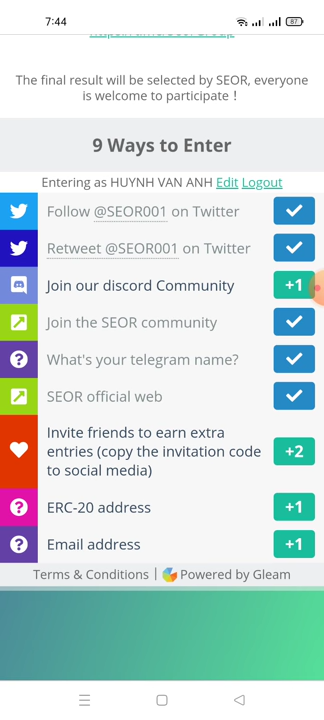 7:44
87
The final result will be selected by SEOR, everyone
is welcome to participate！
9 Ways to Enter
Entering as HUYNH VAN ANH Edit Logout
Follow @SEOR001 on Twitter
Retweet @SEOR001 on Twitter
Join our discord Community +1
Join the SEOR community
What's your telegram name?
SEOR official web
Invite friends to earn extra
entries (copy the invitation code +2
to social media)
ERC-20 address +1
Email address +1
Terms & Conditions | Powered by Gleam